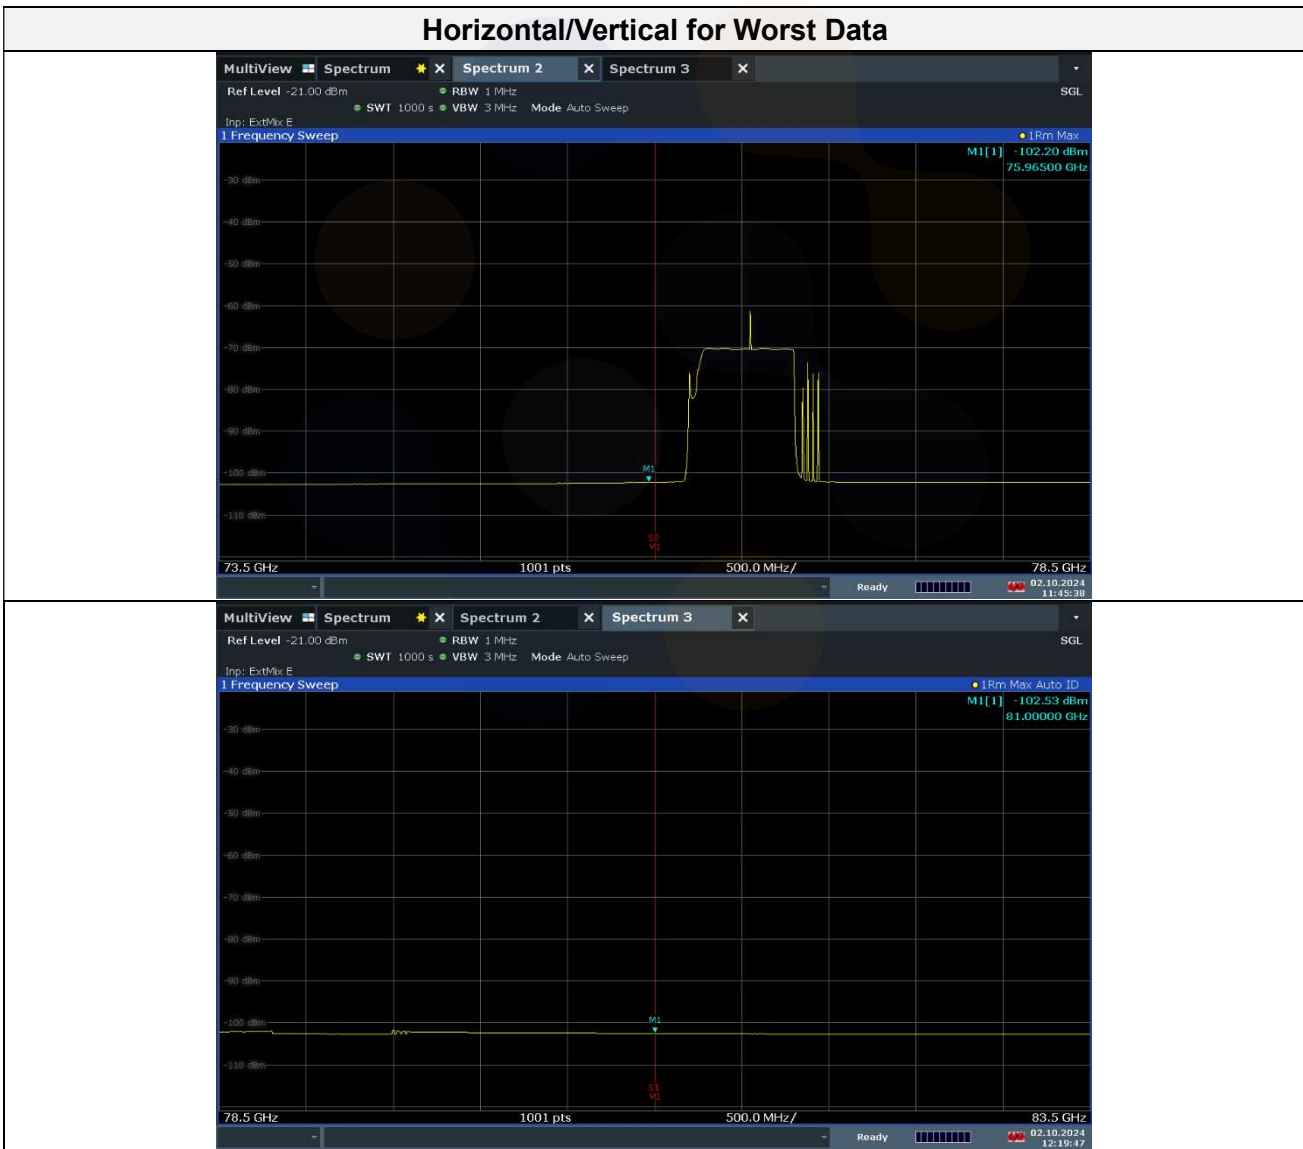 Horizontal/Vertical for Worst Data
MultiView Spectrum X Spectrum 2 X Spectrum 3 X
Ref Level -21.00 dBm RBW 1 MHz SGL
SWT 1000 s VBW 3 MHz Mode Auto Sweep
Inp: ExtMix E
1 Frequency Sweep 1Rm Max
M1[1] -102.20 dBm
75.96500 GHz
-30 dBm
-40 dBm
-50 dBm
-60 dBm
-70 dBm
-80 dBm
-90 dBm
M1
-100 dBm
-110 dBm
S2
V1
73.5 GHz 1001 pts 500.0 MHz/ 78.5 GHz
Ready 02.10.2024
11:45:38
MultiView Spectrum X Spectrum 2 X Spectrum 3 X
Ref Level -21.00 dBm RBW 1 MHz SGL
SWT 1000 s VBW 3 MHz Mode Auto Sweep
Inp: ExtMix E
1 Frequency Sweep 1Rm Max Auto ID
M1[1] -102.53 dBm
81.00000 GHz
-30 dBm
-40 dBm
-50 dBm
-60 dBm
-70 dBm
-80 dBm
-90 dBm
-100 dBm
M1
-110 dBm
S1
V1
78.5 GHz 1001 pts 500.0 MHz/ 83.5 GHz
Ready 02.10.2024
12:19:47